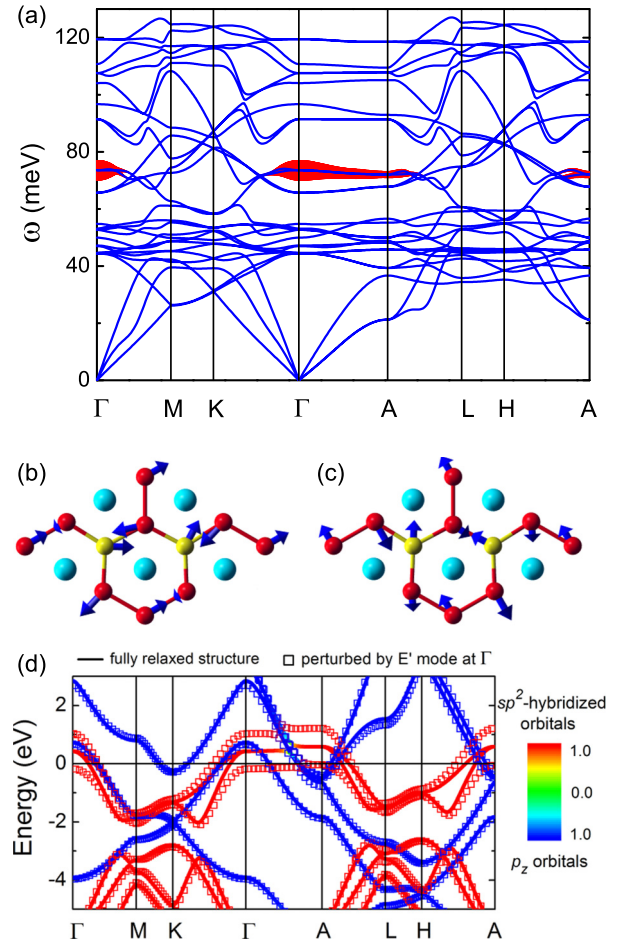 (a)
120
80
40
0
ω (meV)
Γ M K Γ A L H A
(b) (c)
(d) fully relaxed structure perturbed by E' mode at Γ
2
0
-2
-4
Energy (eV)
Γ M K Γ A L H A
sp²-hybridized
orbitals
1.0
0.0
1.0
p_z orbitals